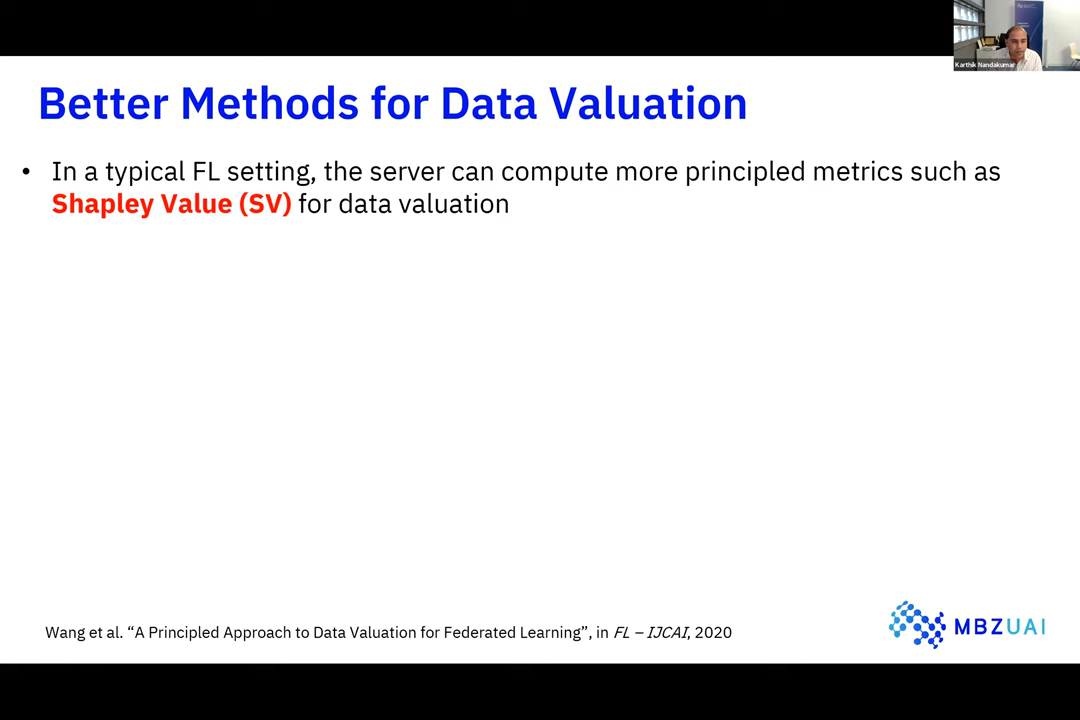 Karthik Nandakumar
Better Methods for Data Valuation
• In a typical FL setting, the server can compute more principled metrics such as
Shapley Value (SV) for data valuation
Wang et al. “A Principled Approach to Data Valuation for Federated Learning”, in FL – IJCAI, 2020
MBZUAI